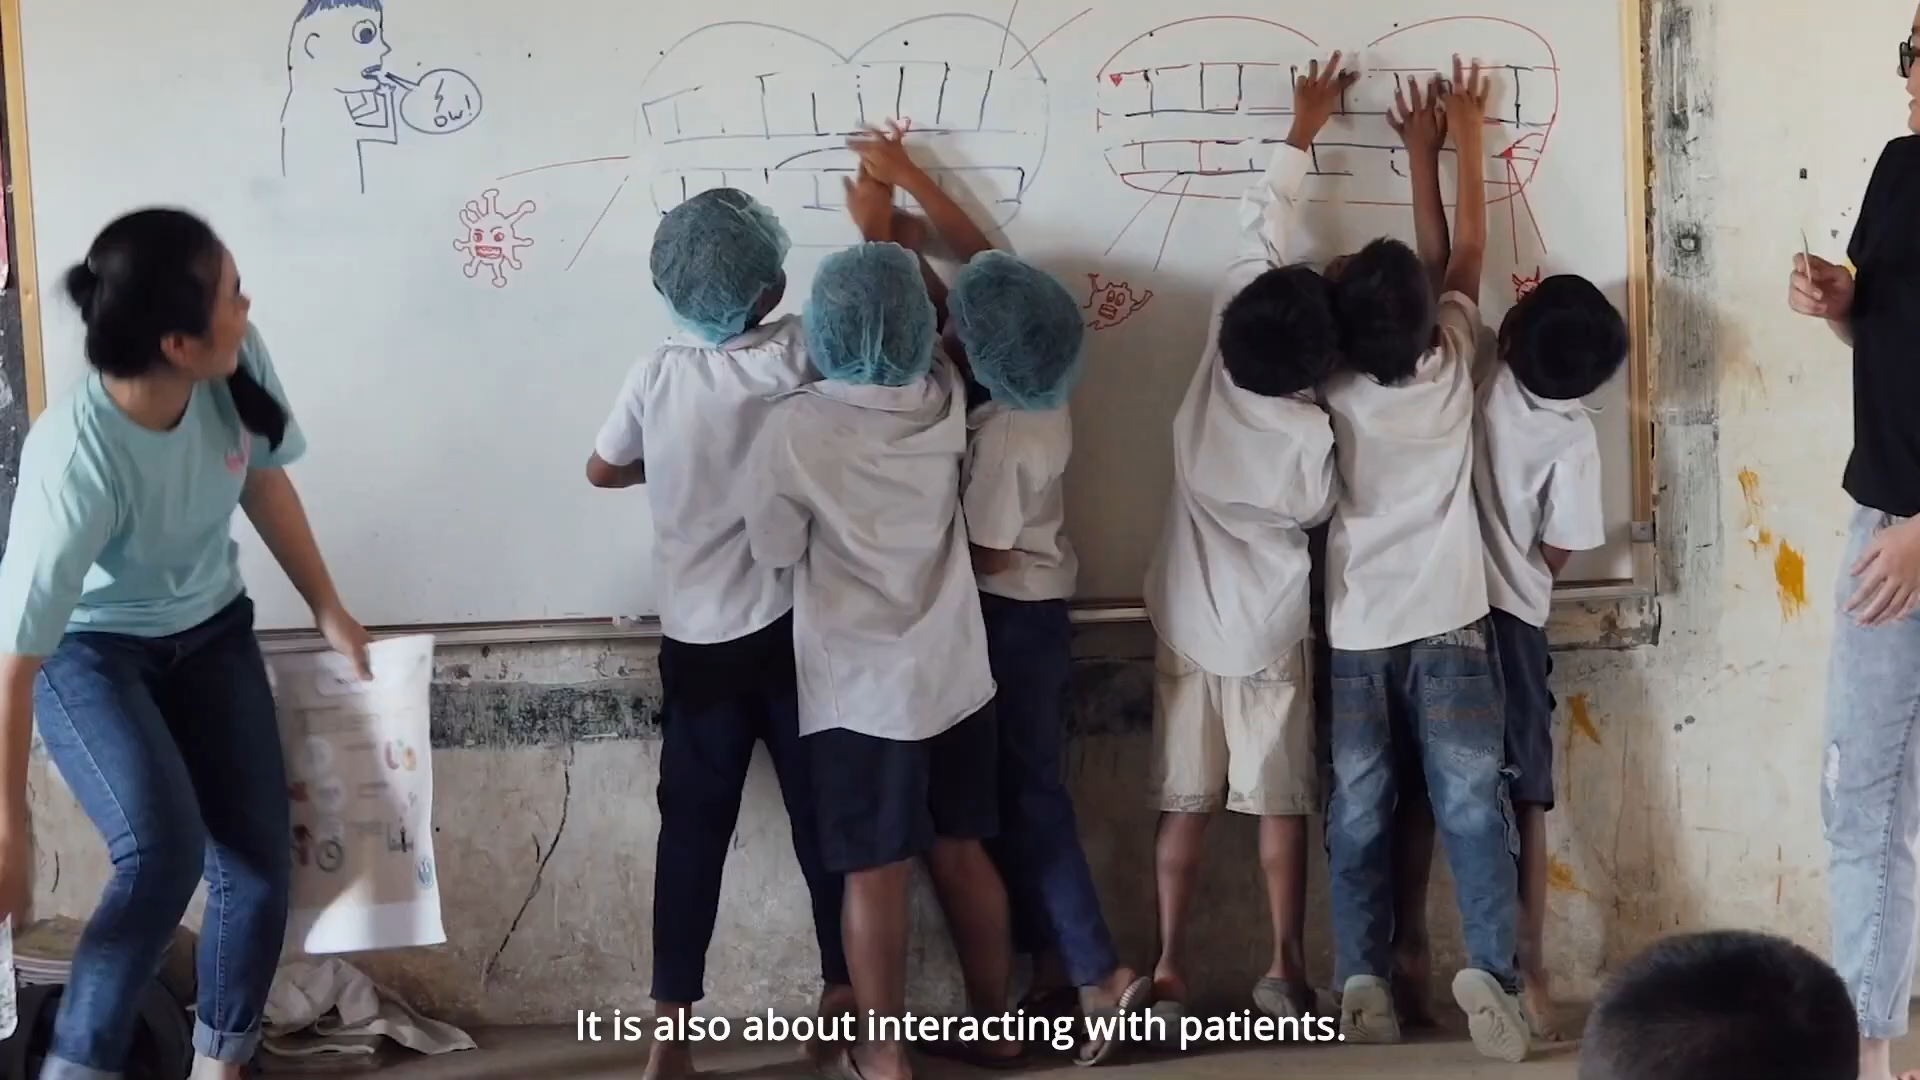 ow!
It is also about interacting with patients.